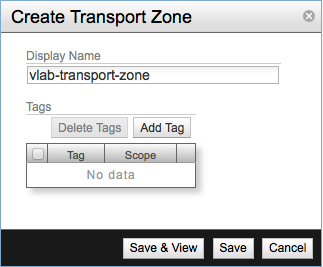 Create Transport Zone
Display Name
vlab-transport-zone
Tags
Delete Tags Add Tag
Tag Scope
No data
Save & View Save Cancel